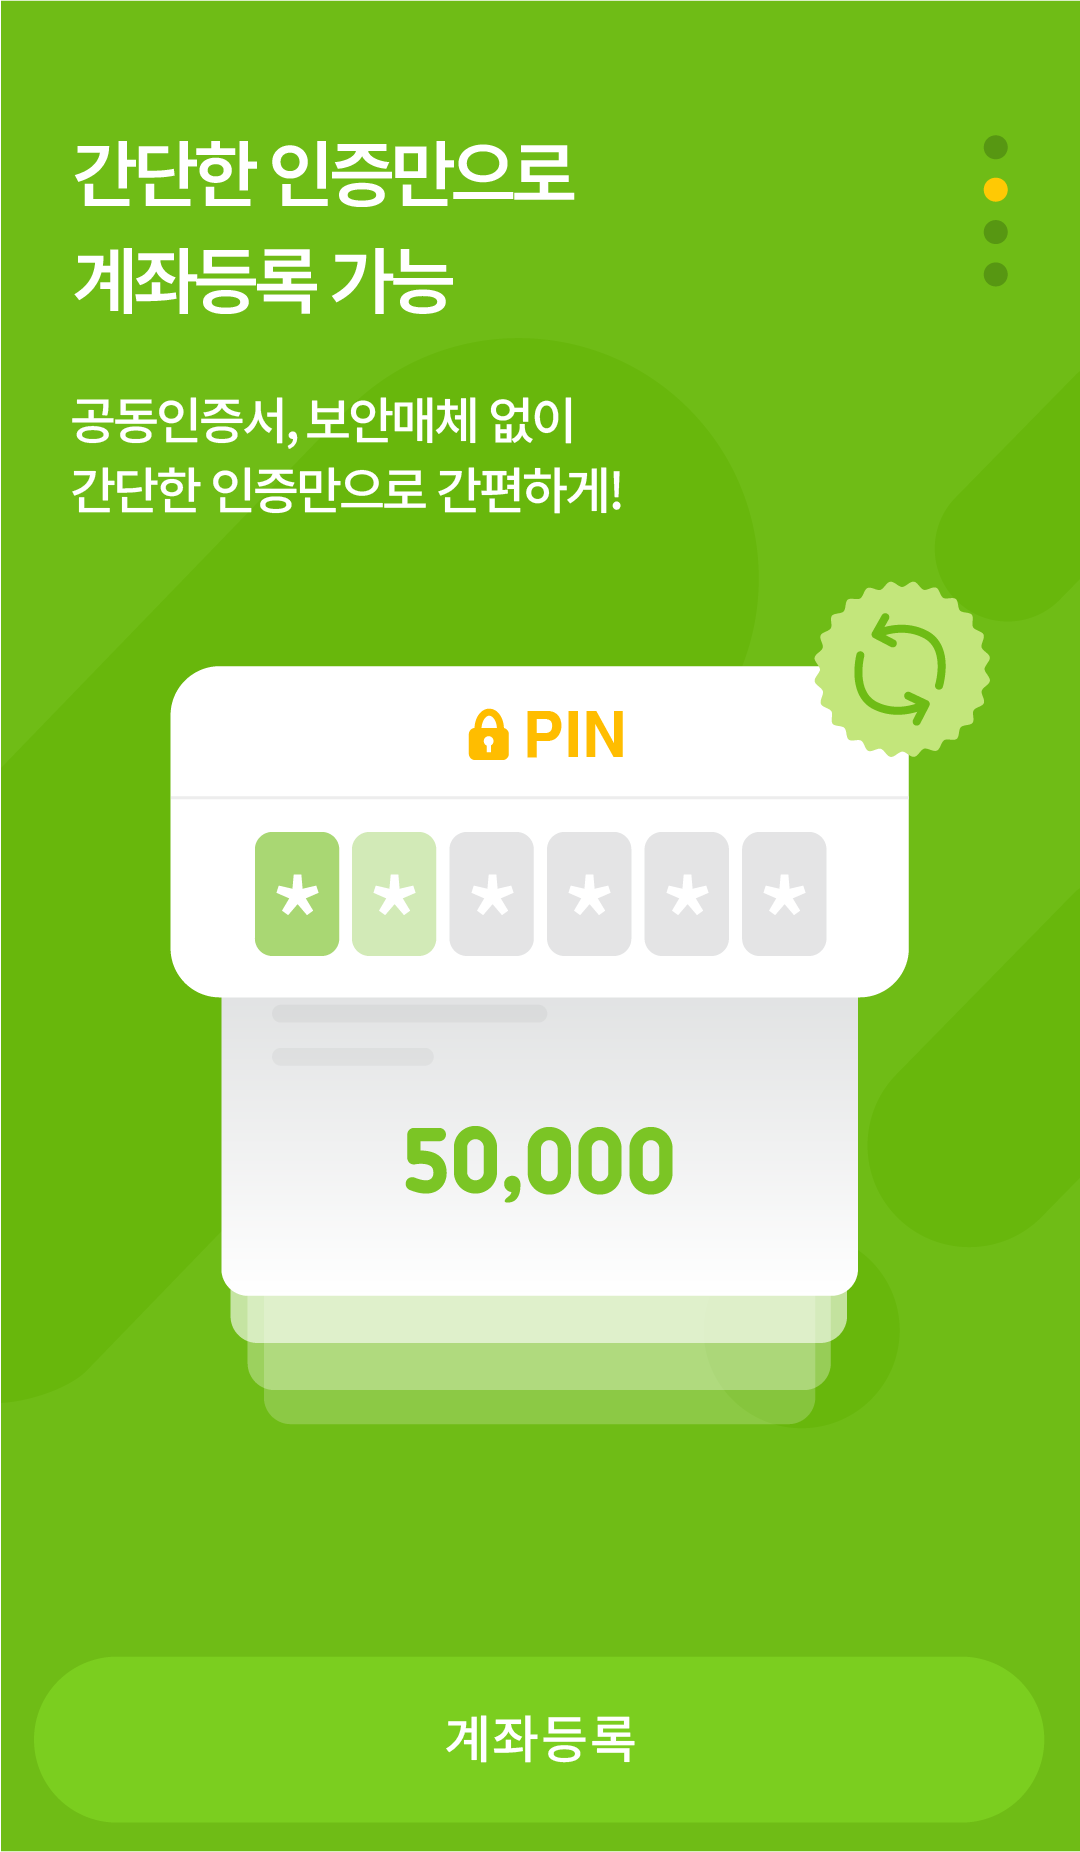 간단한 인증만으로
계좌등록 가능
공동인증서, 보안매체 없이
간단한 인증만으로 간편하게!
PIN
* * * * * *
50,000
계좌등록